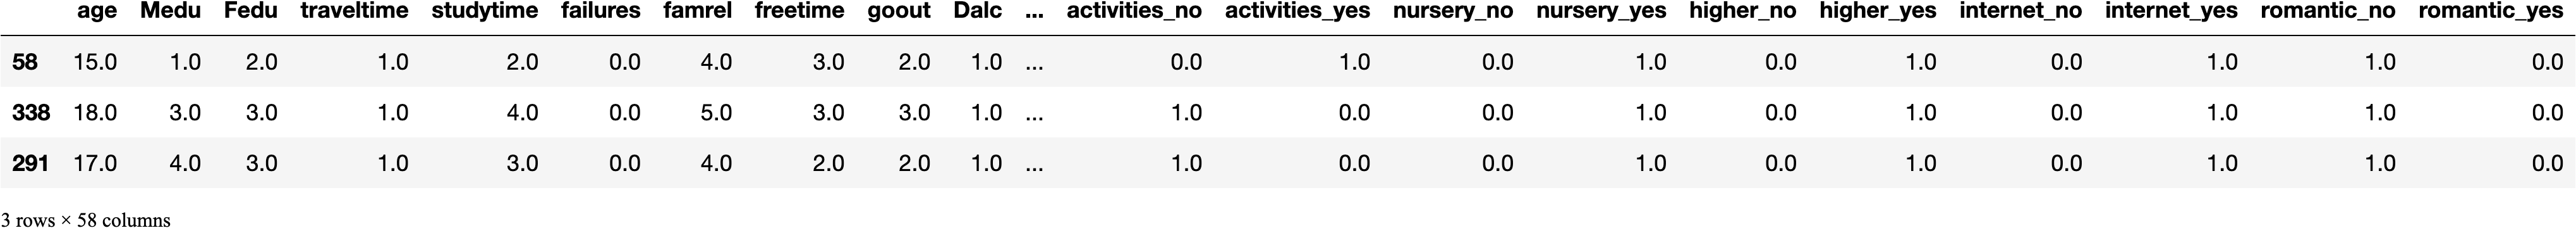 age Medu Fedu traveltime studytime failures famrel freetime goout Dalc ... activities_no activities_yes nursery_no nursery_yes higher_no higher_yes internet_no internet_yes romantic_no romantic_yes
58 15.0 1.0 2.0 1.0 2.0 0.0 4.0 3.0 2.0 1.0 ... 0.0 1.0 0.0 1.0 0.0 1.0 0.0 1.0 1.0 0.0
338 18.0 3.0 3.0 1.0 4.0 0.0 5.0 3.0 3.0 1.0 ... 1.0 0.0 0.0 1.0 0.0 1.0 0.0 1.0 1.0 0.0
291 17.0 4.0 3.0 1.0 3.0 0.0 4.0 2.0 2.0 1.0 ... 1.0 0.0 0.0 1.0 0.0 1.0 0.0 1.0 1.0 0.0
3 rows × 58 columns